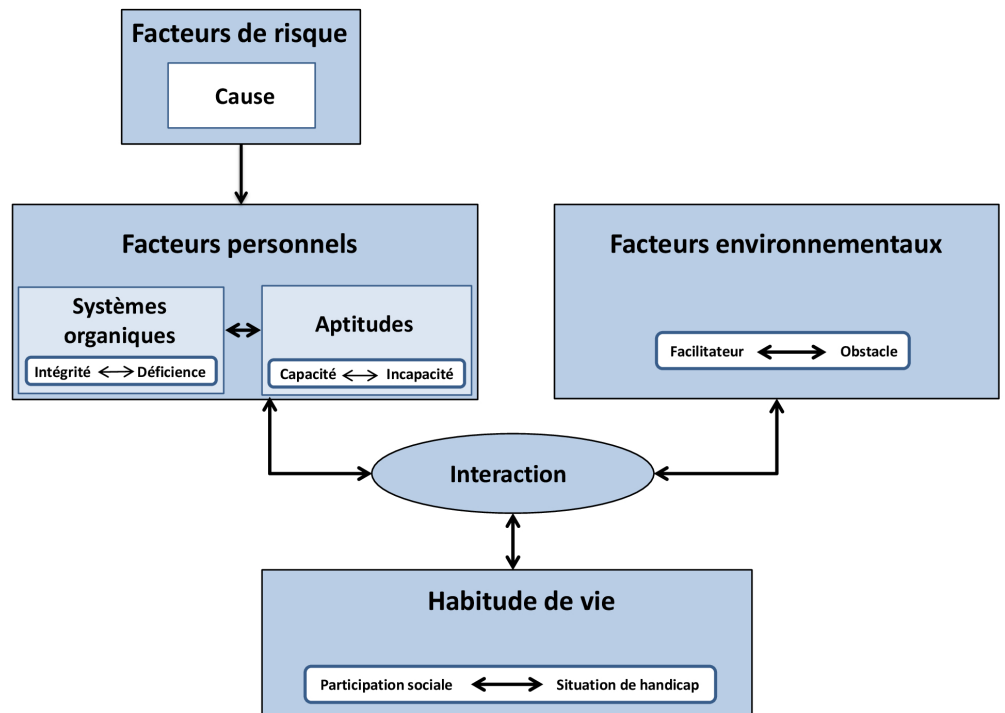 Facteurs de risque
Cause
Facteurs personnels
Systèmes
organiques
Intégrité
Déficience
Aptitudes
Capacité
Incapacité
Facteurs environnementaux
Facilitateur
Obstacle
Interaction
Habitude de vie
Participation sociale
Situation de handicap